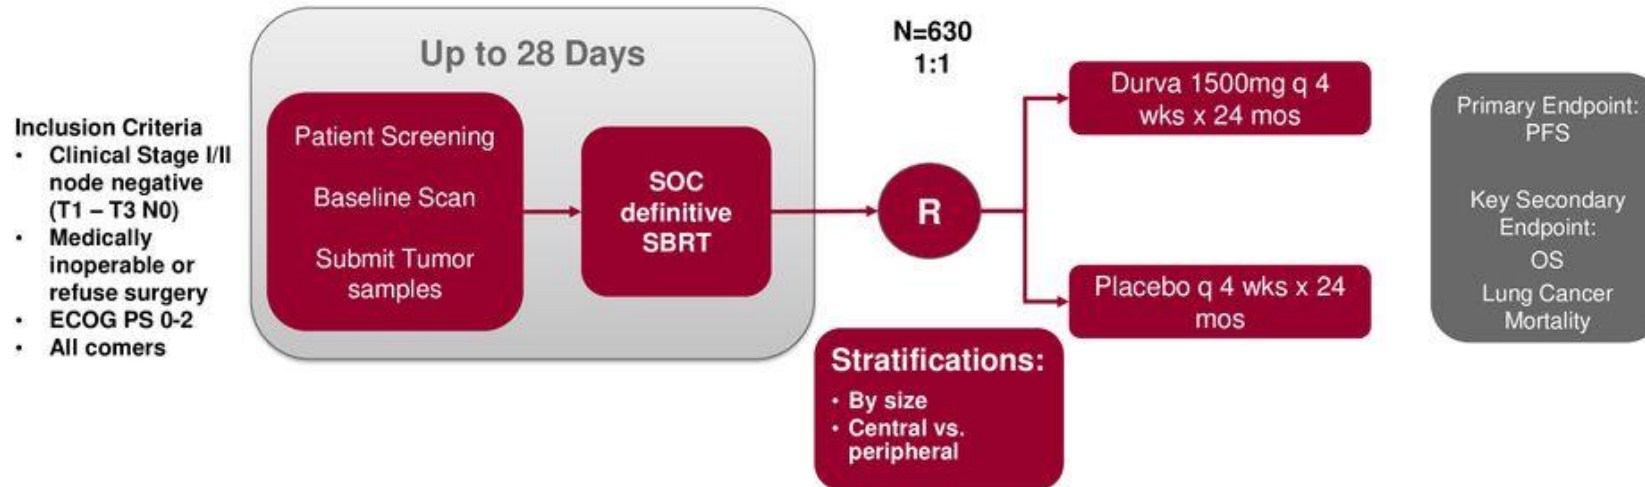 Inclusion Criteria
• Clinical Stage I/II
node negative
(T1 – T3 N0)
• Medically
inoperable or
refuse surgery
• ECOG PS 0-2
• All comers
Up to 28 Days
Patient Screening
Baseline Scan
Submit Tumor
samples
SOC
definitive
SBRT
N=630
1:1
R
Stratifications:
• By size
• Central vs.
peripheral
Durva 1500mg q 4
wks x 24 mos
Placebo q 4 wks x 24
mos
Primary Endpoint:
PFS
Key Secondary
Endpoint:
OS
Lung Cancer
Mortality